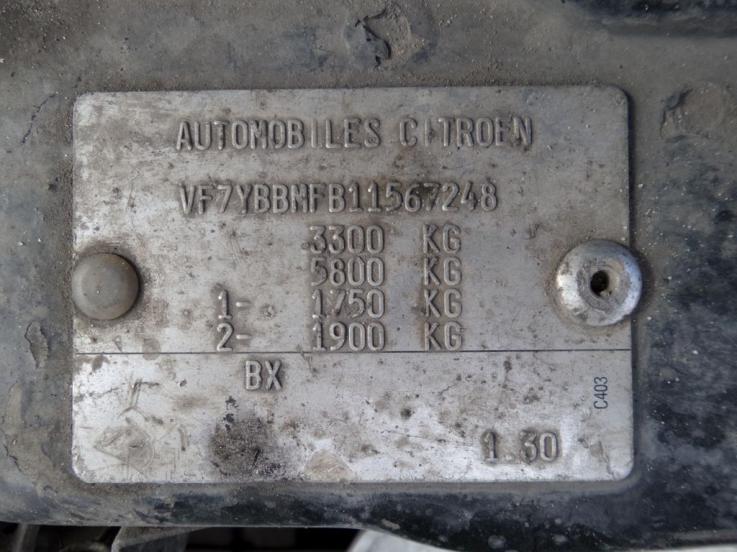 AUTOMOBILES CITROEN
VF7YBBMFB11567248
3300 KG
5800 KG
1- 1750 KG
2- 1900 KG
BX
C403
1.30